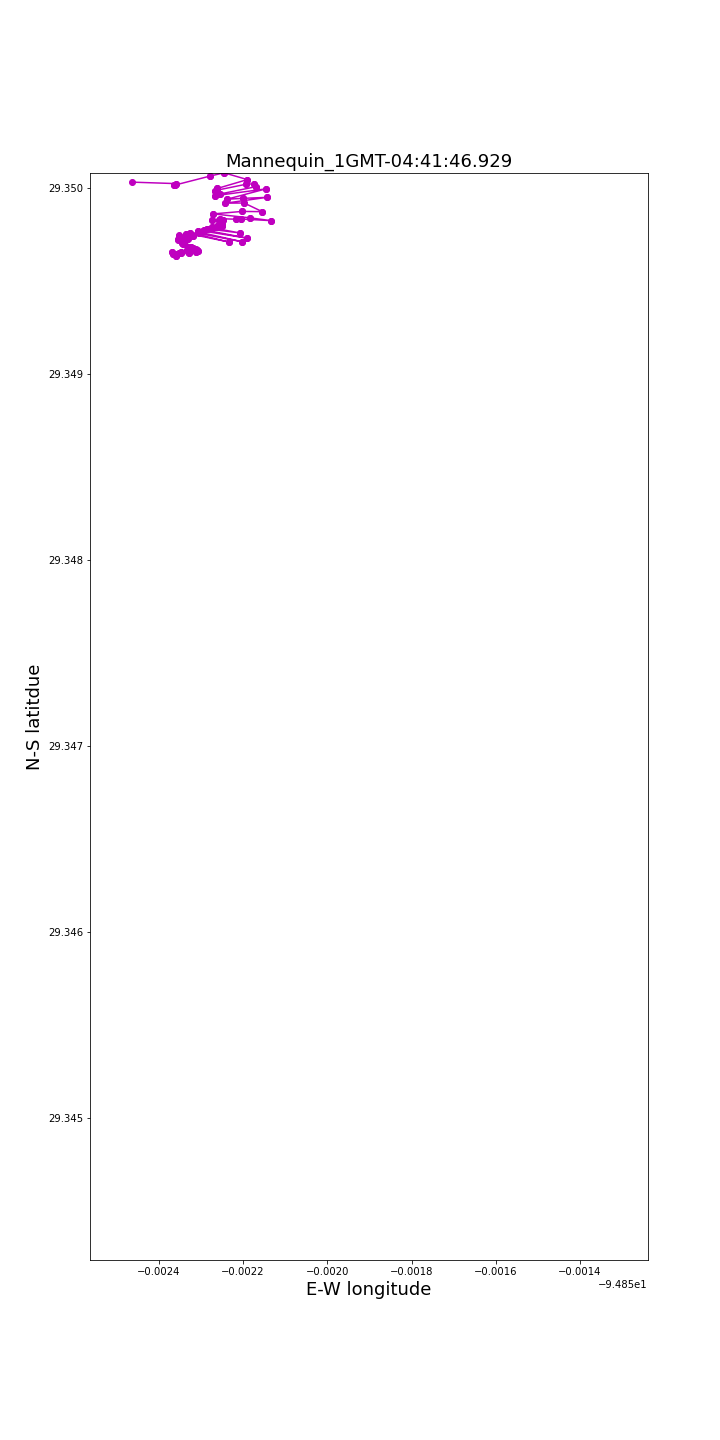 Mannequin_1GMT-04:41:46.929
29.350
29.349
29.348
29.347
29.346
29.345
N-S latitdue
−0.0024 −0.0022 −0.0020 −0.0018 −0.0016 −0.0014
−9.485e1
E-W longitude